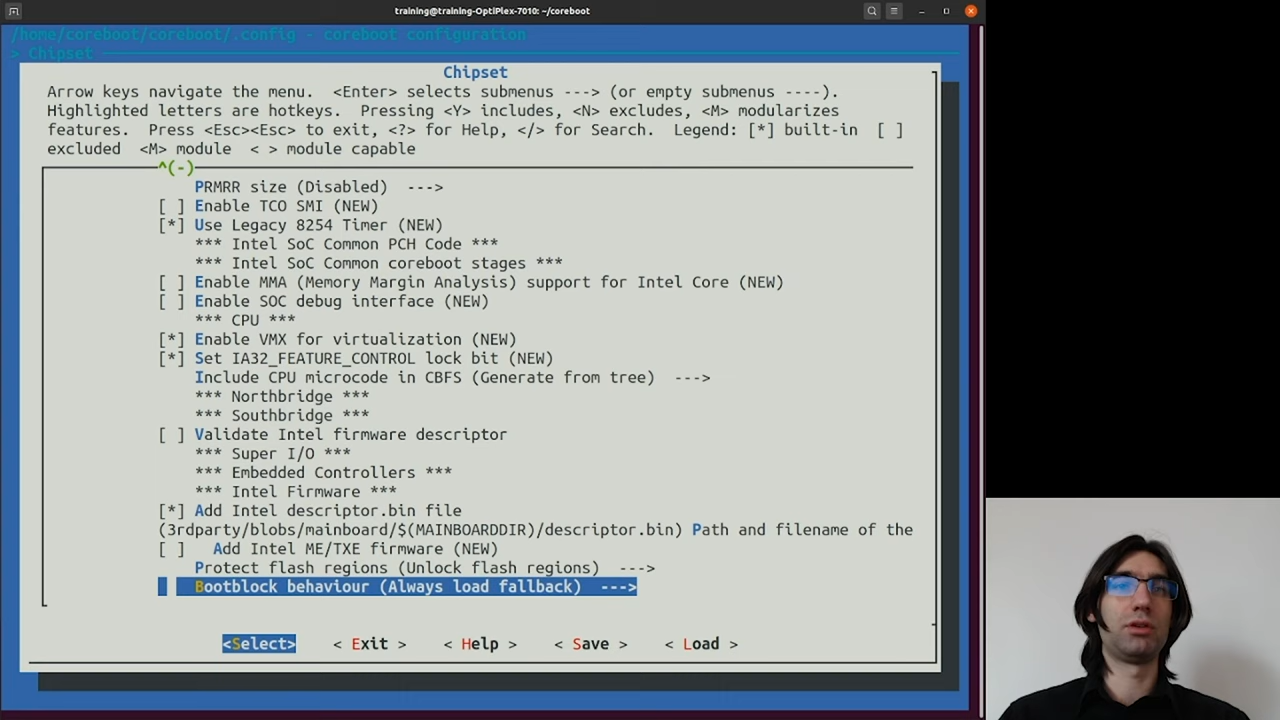 training@training-OptiPlex-7010: ~/coreboot
/home/coreboot/coreboot/.config - coreboot configuration
> Chipset
Chipset
Arrow keys navigate the menu.  <Enter> selects submenus ---> (or empty submenus ----).
Highlighted letters are hotkeys.  Pressing <Y> includes, <N> excludes, <M> modularizes
features.  Press <Esc><Esc> to exit, <?> for Help, </> for Search.  Legend: [*] built-in  [ ]
excluded  <M> module  < > module capable
^(-)
PRMRR size (Disabled)  --->
[ ] Enable TCO SMI (NEW)
[*] Use Legacy 8254 Timer (NEW)
*** Intel SoC Common PCH Code ***
*** Intel SoC Common coreboot stages ***
[ ] Enable MMA (Memory Margin Analysis) support for Intel Core (NEW)
[ ] Enable SOC debug interface (NEW)
*** CPU ***
[*] Enable VMX for virtualization (NEW)
[*] Set IA32_FEATURE_CONTROL lock bit (NEW)
Include CPU microcode in CBFS (Generate from tree)  --->
*** Northbridge ***
*** Southbridge ***
[ ] Validate Intel firmware descriptor
*** Super I/O ***
*** Embedded Controllers ***
*** Intel Firmware ***
[*] Add Intel descriptor.bin file
(3rdparty/blobs/mainboard/$(MAINBOARDDIR)/descriptor.bin) Path and filename of the
[ ]   Add Intel ME/TXE firmware (NEW)
Protect flash regions (Unlock flash regions)  --->
Bootblock behaviour (Always load fallback)  --->
<Select>    < Exit >    < Help >    < Save >    < Load >